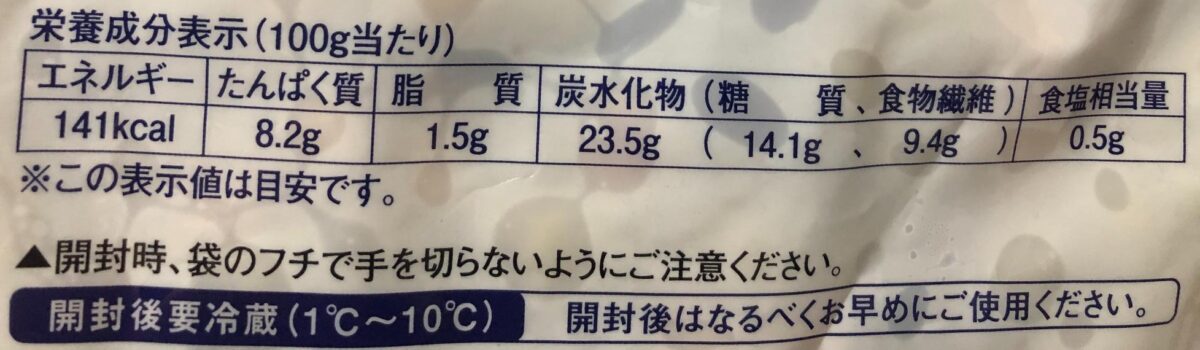 栄養成分表示(100g当たり)
エネルギー たんぱく質 脂 質 炭水化物 (糖 質 、食物繊維) 食塩相当量
141kcal 8.2g 1.5g 23.5g ( 14.1g 、 9.4g ) 0.5g
※この表示値は目安です。
▲開封時、袋のフチで手を切らないようにご注意ください。
開封後要冷蔵(1℃~10℃) 開封後はなるべくお早めにご使用ください。